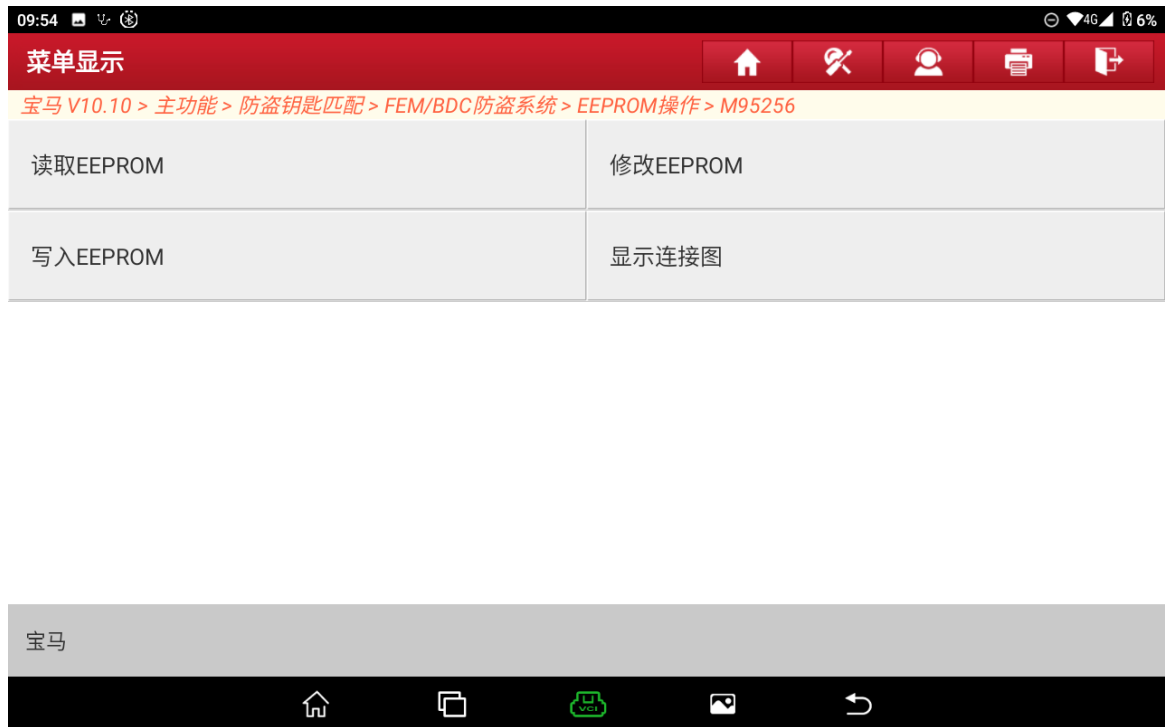 09:54 4G 6%
菜单显示
宝马 V10.10 > 主功能 > 防盗钥匙匹配 > FEM/BDC防盗系统 > EEPROM操作 > M95256
读取EEPROM 修改EEPROM
写入EEPROM 显示连接图
宝马
VCI